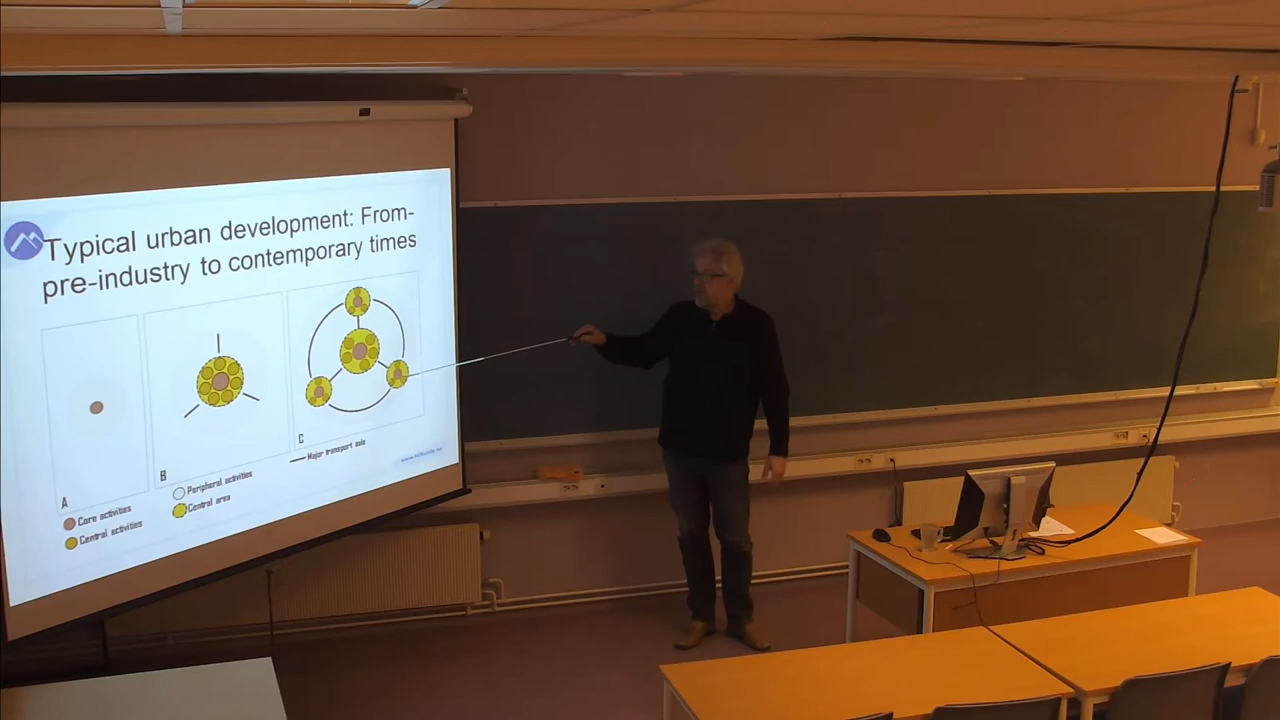 Typical urban development: From-
pre-industry to contemporary times
A
B
C
Core activities
Central activities
Peripheral activities
Central area
Major transport axis